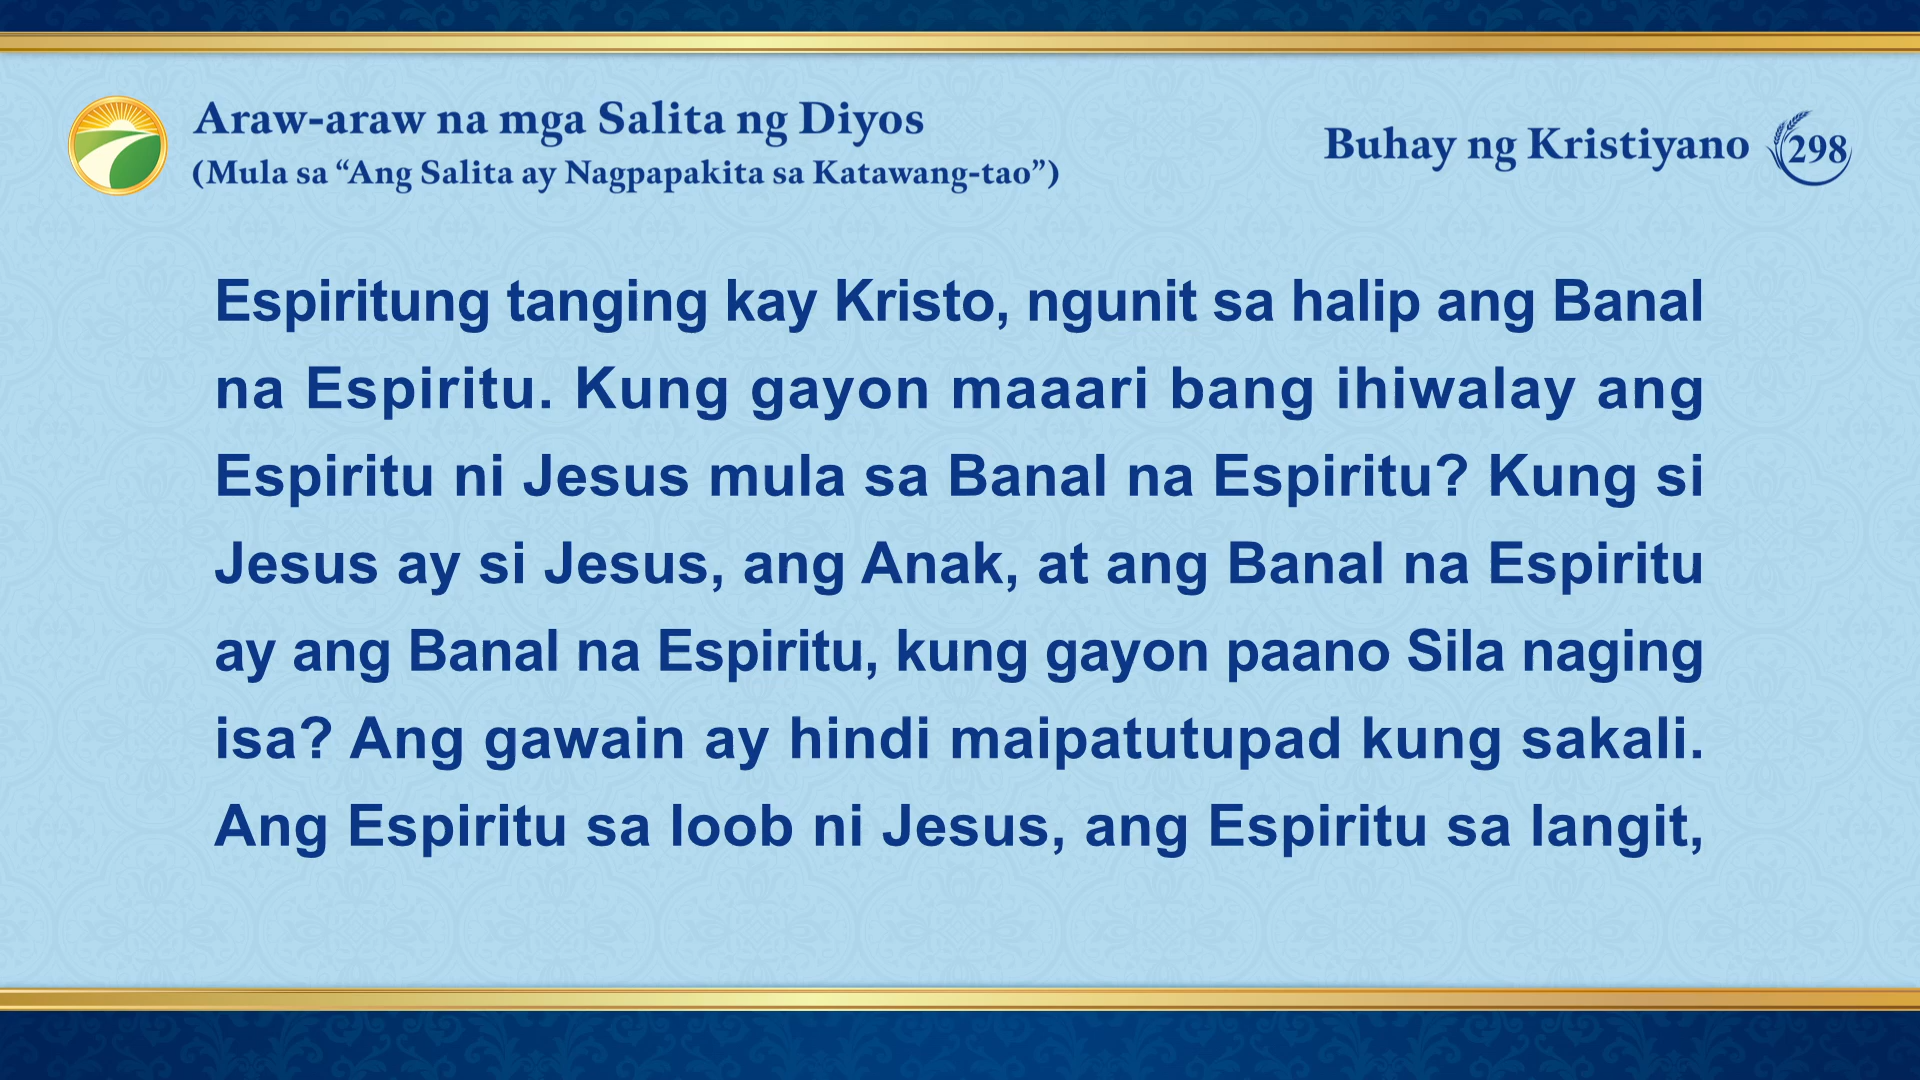 Araw-araw na mga Salita ng Diyos
(Mula sa “Ang Salita ay Nagpapakita sa Katawang-tao”)
Buhay ng Kristiyano 298
Espiritung tanging kay Kristo, ngunit sa halip ang Banal
na Espiritu. Kung gayon maaari bang ihiwalay ang
Espiritu ni Jesus mula sa Banal na Espiritu? Kung si
Jesus ay si Jesus, ang Anak, at ang Banal na Espiritu
ay ang Banal na Espiritu, kung gayon paano Sila naging
isa? Ang gawain ay hindi maipatutupad kung sakali.
Ang Espiritu sa loob ni Jesus, ang Espiritu sa langit,